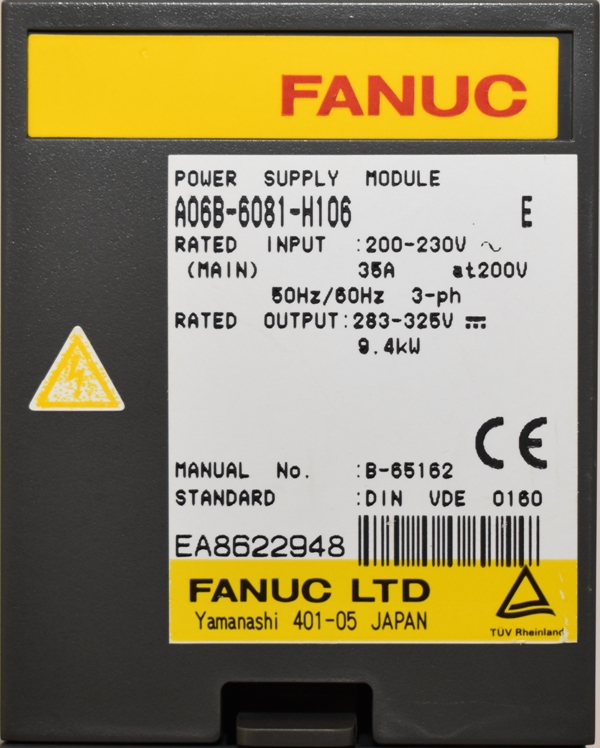 FANUC
POWER SUPPLY MODULE
A06B-6081-H106 E
RATED INPUT :200-230V ~
(MAIN) 35A at200V
50Hz/60Hz 3-ph
RATED OUTPUT:283-325V ⎓
9.4kW
CE
MANUAL No. :B-65162
STANDARD :DIN VDE 0160
EA8622948
FANUC LTD
Yamanashi 401-05 JAPAN
TÜV Rheinland